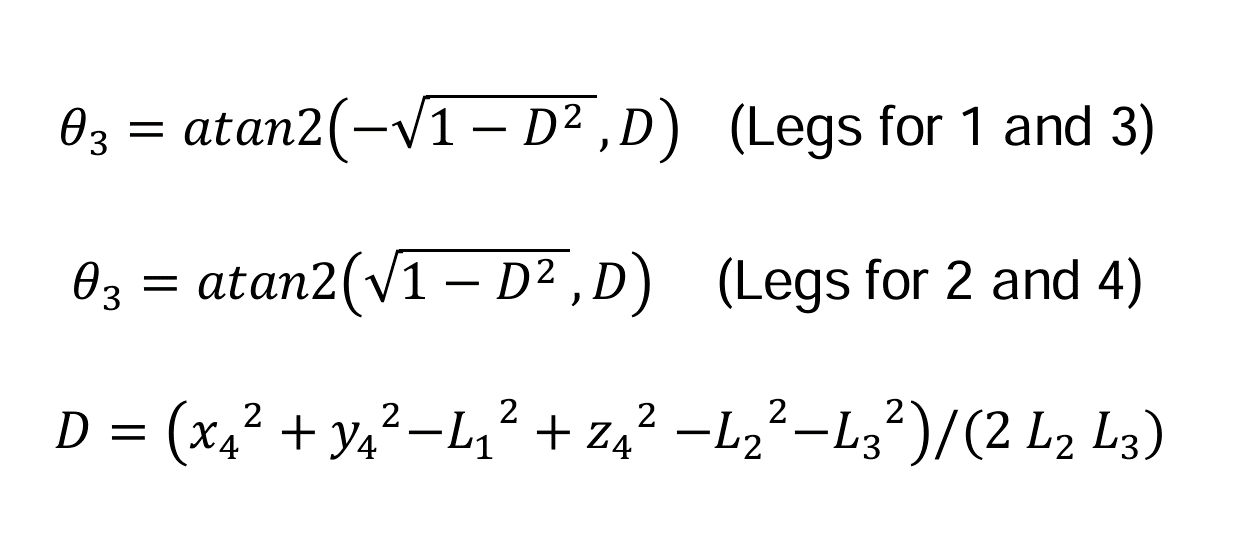 θ₃ = atan2(−√1 − D², D) (Legs for 1 and 3)
θ₃ = atan2(√1 − D², D) (Legs for 2 and 4)
D = (x₄² + y₄²−L₁² + z₄² −L₂²−L₃²)/(2 L₂ L₃)